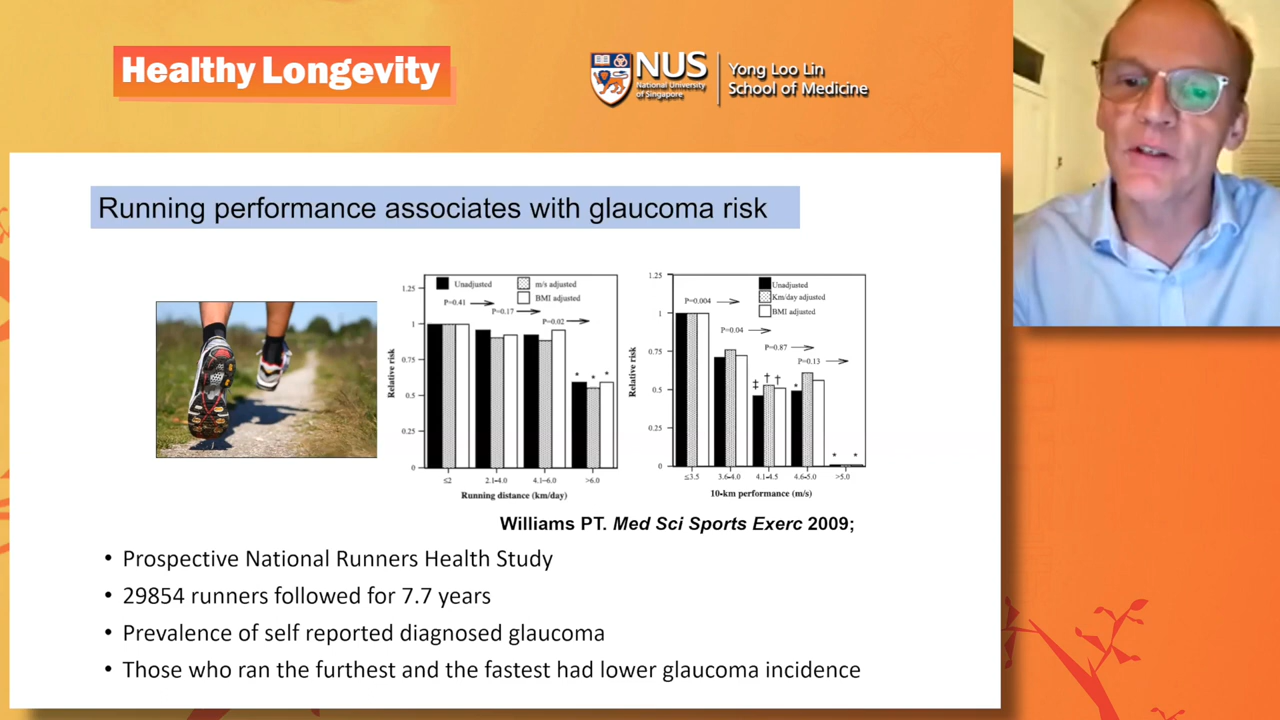 Healthy Longevity
NUS
National University
of Singapore
Yong Loo Lin
School of Medicine
Running performance associates with glaucoma risk
1.25
1
0.75
0.5
0.25
0
Relative risk
Unadjusted
m/s adjusted
BMI adjusted
P=0.41
P=0.17
P=0.02
* * *
≤2
2.1-4.0
4.1-6.0
>6.0
Running distance (km/day)
1.25
1
0.75
0.5
0.25
0
Relative risk
Unadjusted
Km/day adjusted
BMI adjusted
P=0.004
P=0.04
P=0.87
P=0.13
‡ † †
*
* *
≤3.5
3.6-4.0
4.1-4.5
4.6-5.0
>5.0
10-km performance (m/s)
Williams PT. Med Sci Sports Exerc 2009;
• Prospective National Runners Health Study
• 29854 runners followed for 7.7 years
• Prevalence of self reported diagnosed glaucoma
• Those who ran the furthest and the fastest had lower glaucoma incidence